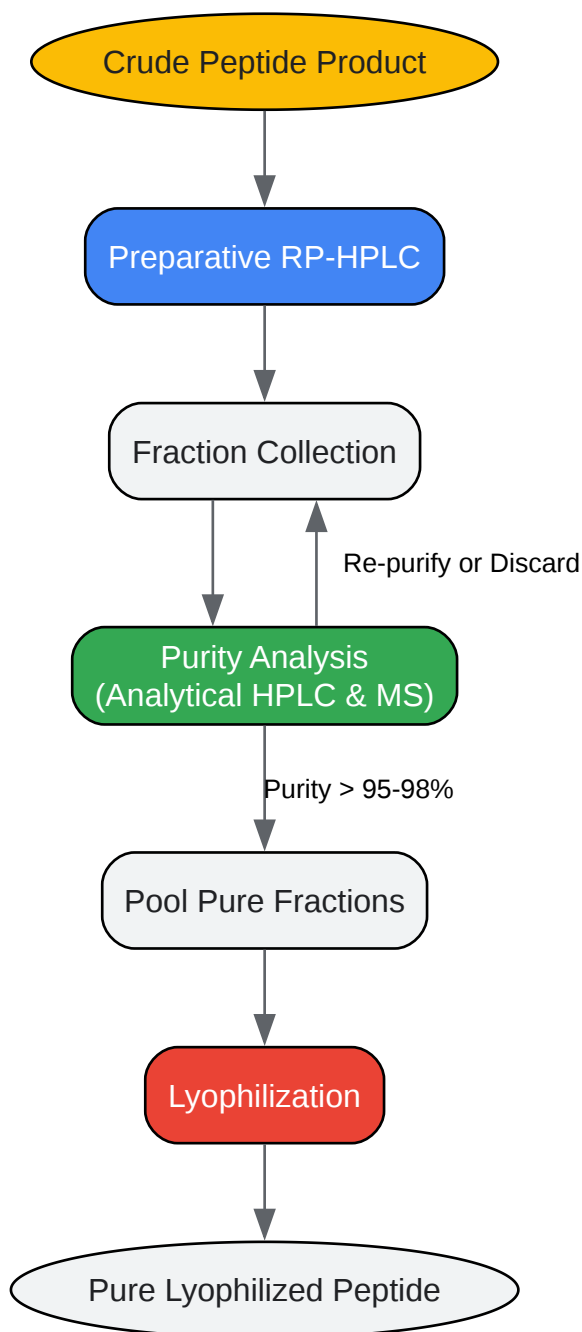 Crude Peptide Product
Preparative RP-HPLC
Fraction Collection
Re-purify or Discard
Purity Analysis
(Analytical HPLC & MS)
Purity > 95-98%
Pool Pure Fractions
Lyophilization
Pure Lyophilized Peptide